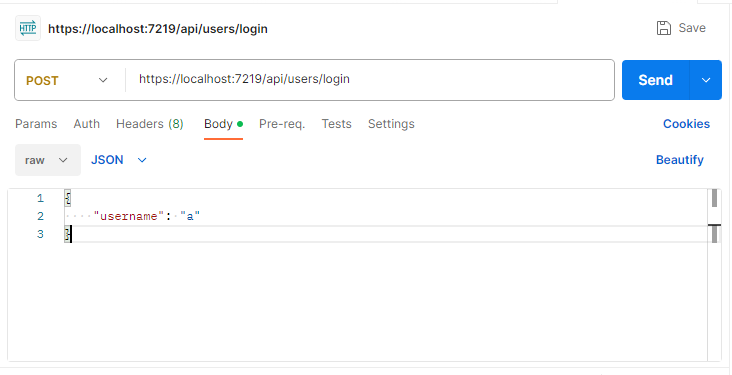 HTTP https://localhost:7219/api/users/login Save
POST https://localhost:7219/api/users/login Send
Params Auth Headers (8) Body Pre-req. Tests Settings Cookies
raw JSON Beautify
1 {
2 "username": "a"
3 }